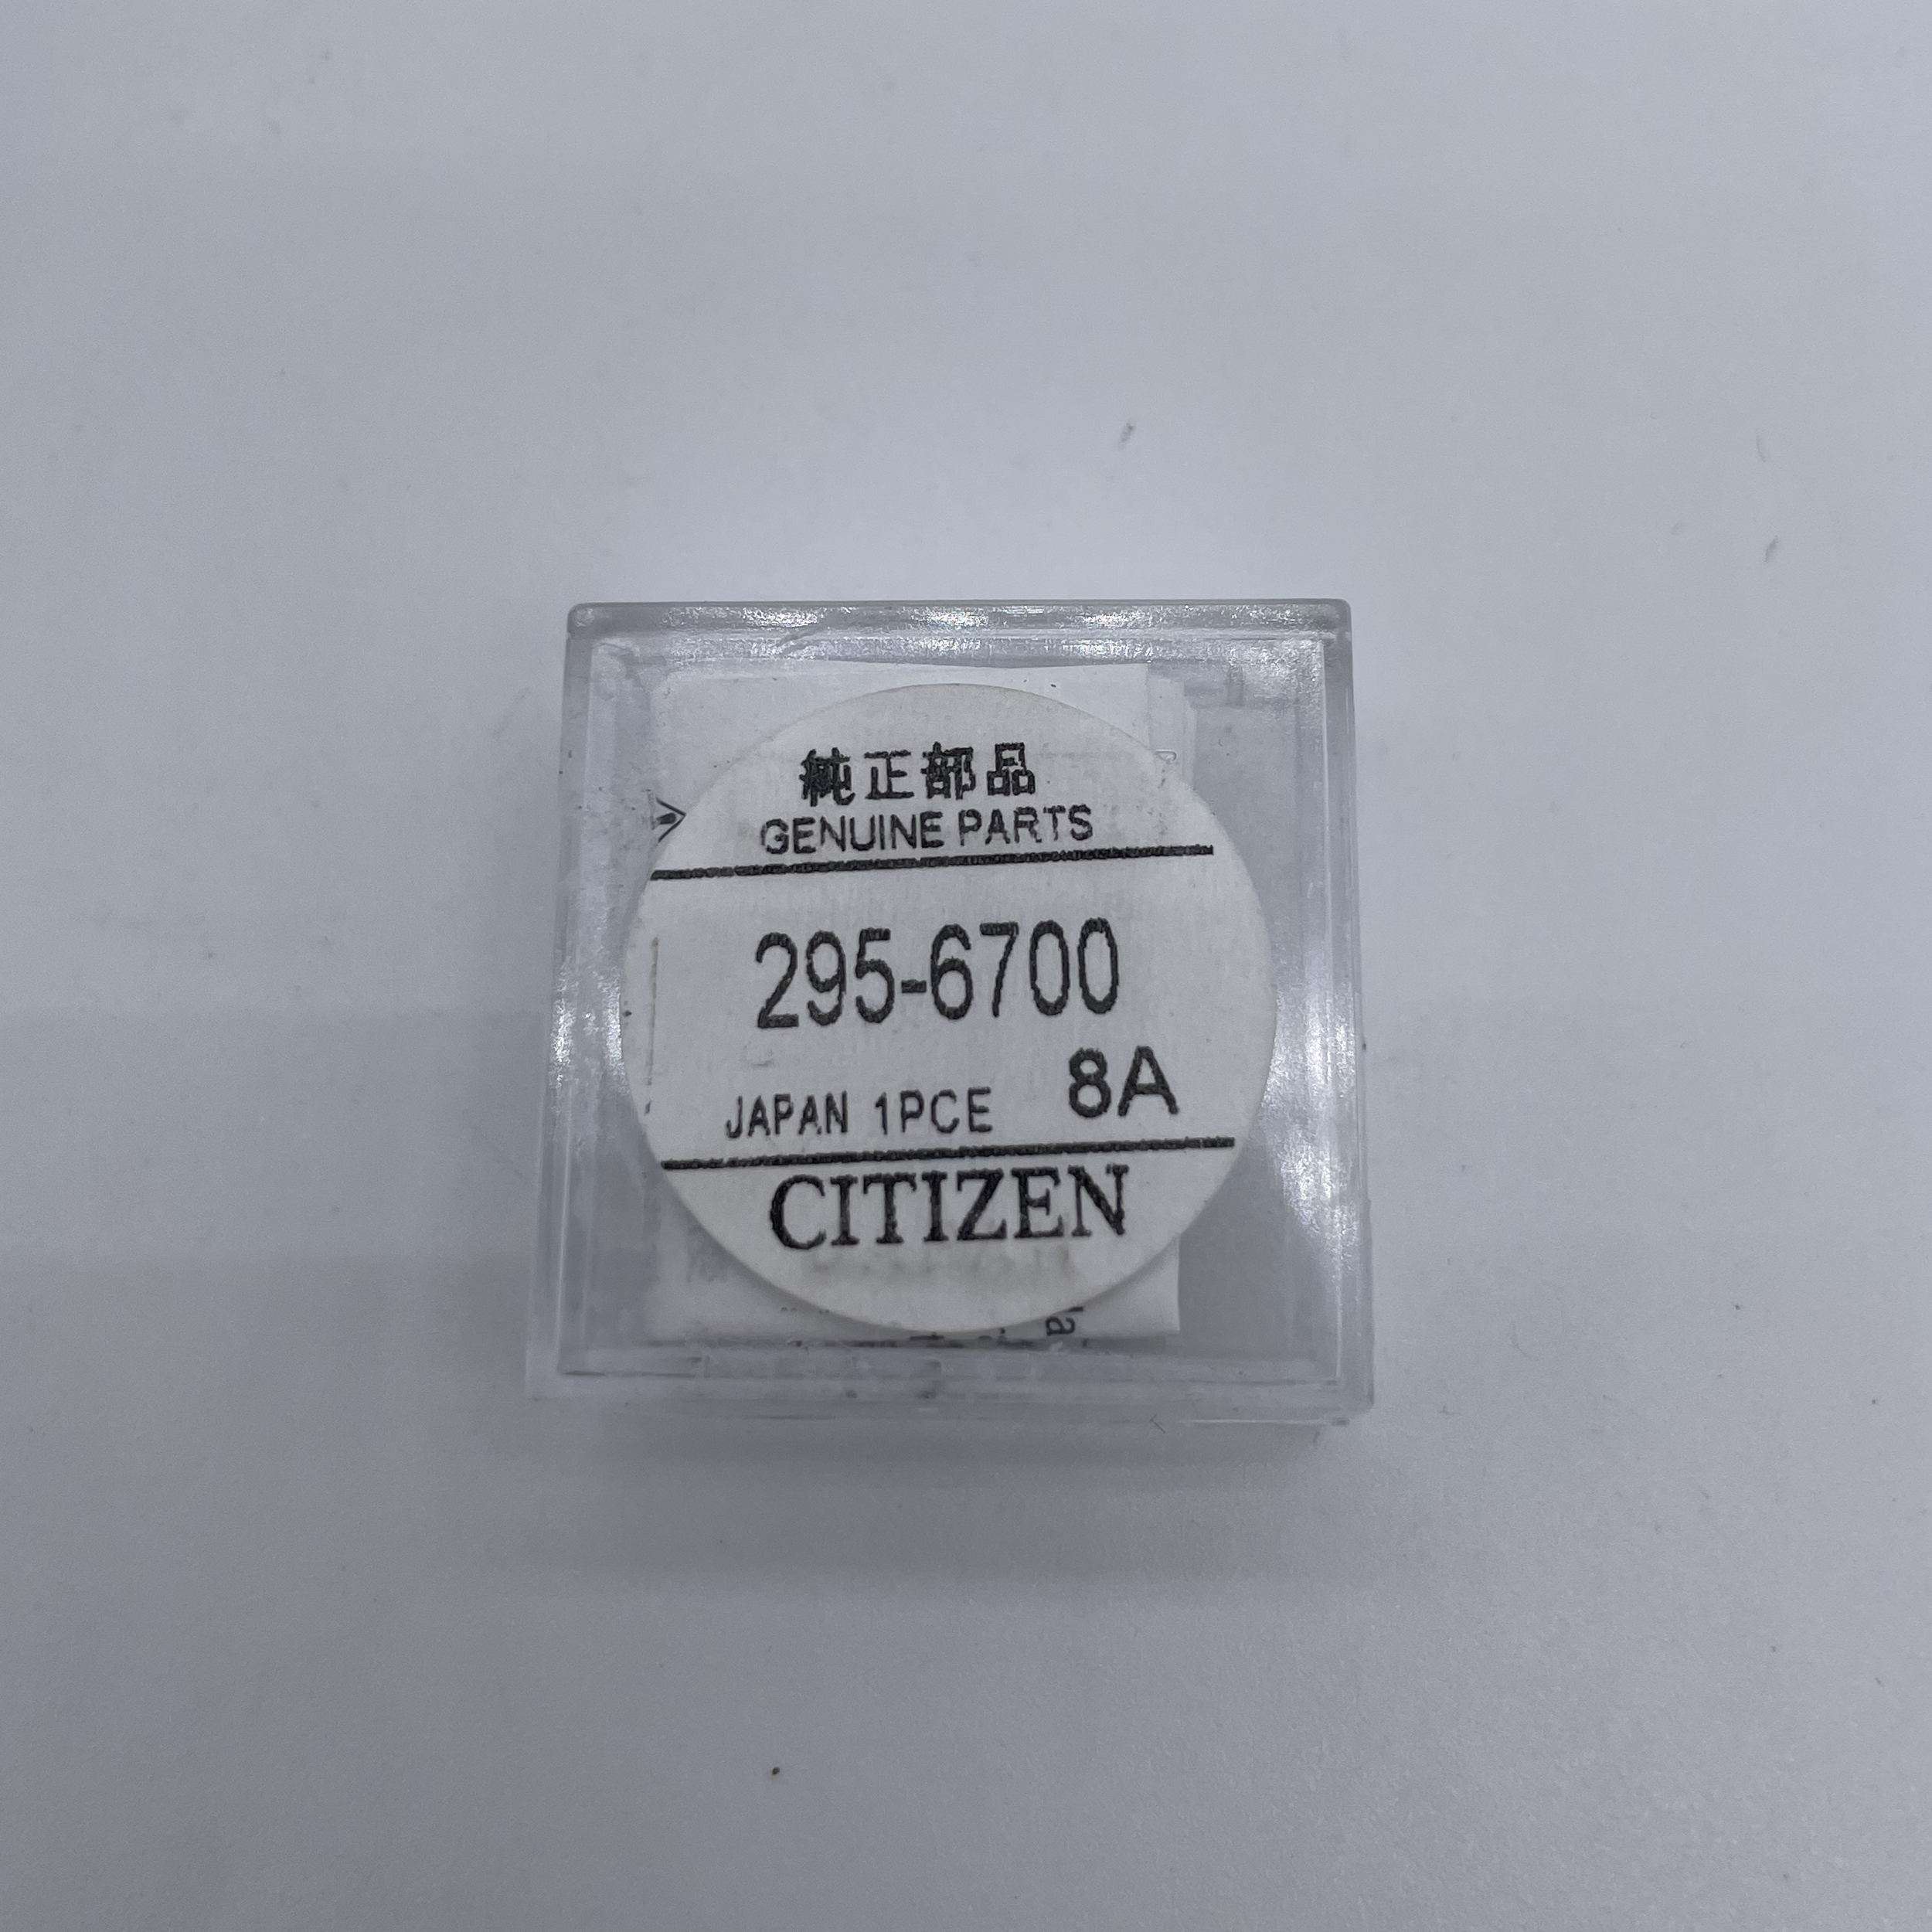 純正部品
GENUINE PARTS
295-6700
JAPAN 1PCE 8A
CITIZEN